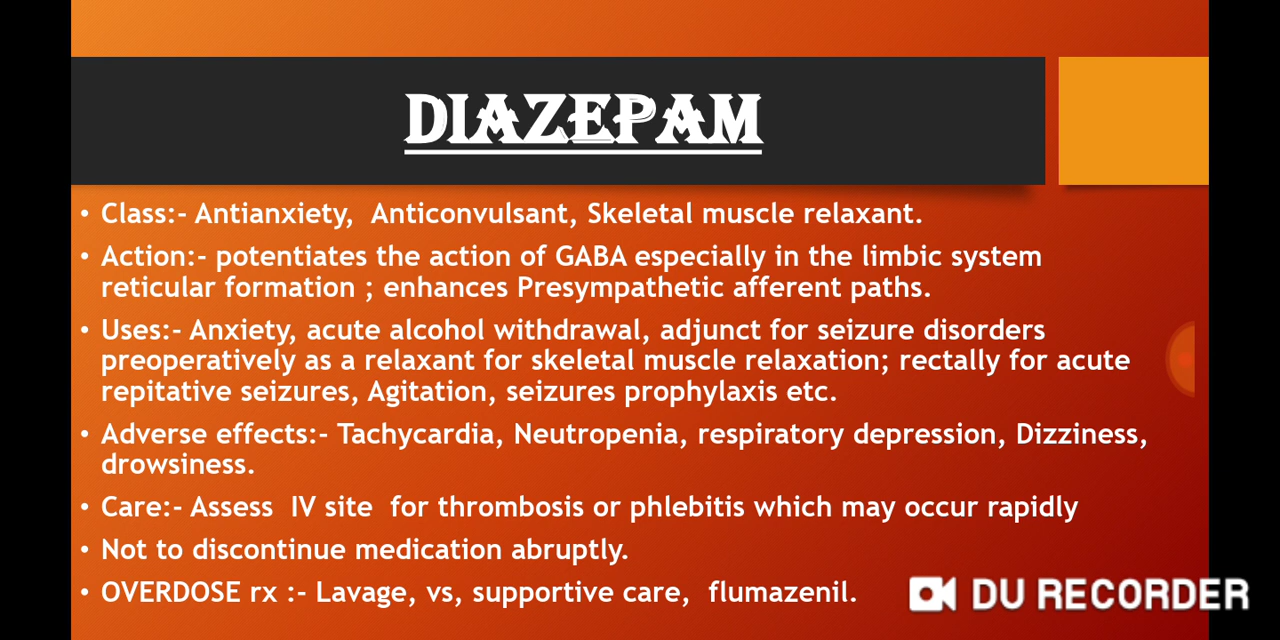 DIAZEPAM
• Class:- Antianxiety, Anticonvulsant, Skeletal muscle relaxant.
• Action:- potentiates the action of GABA especially in the limbic system
reticular formation ; enhances Presympathetic afferent paths.
• Uses:- Anxiety, acute alcohol withdrawal, adjunct for seizure disorders
preoperatively as a relaxant for skeletal muscle relaxation; rectally for acute
repitative seizures, Agitation, seizures prophylaxis etc.
• Adverse effects:- Tachycardia, Neutropenia, respiratory depression, Dizziness,
drowsiness.
• Care:- Assess IV site for thrombosis or phlebitis which may occur rapidly
• Not to discontinue medication abruptly.
• OVERDOSE rx :- Lavage, vs, supportive care, flumazenil.
DU RECORDER